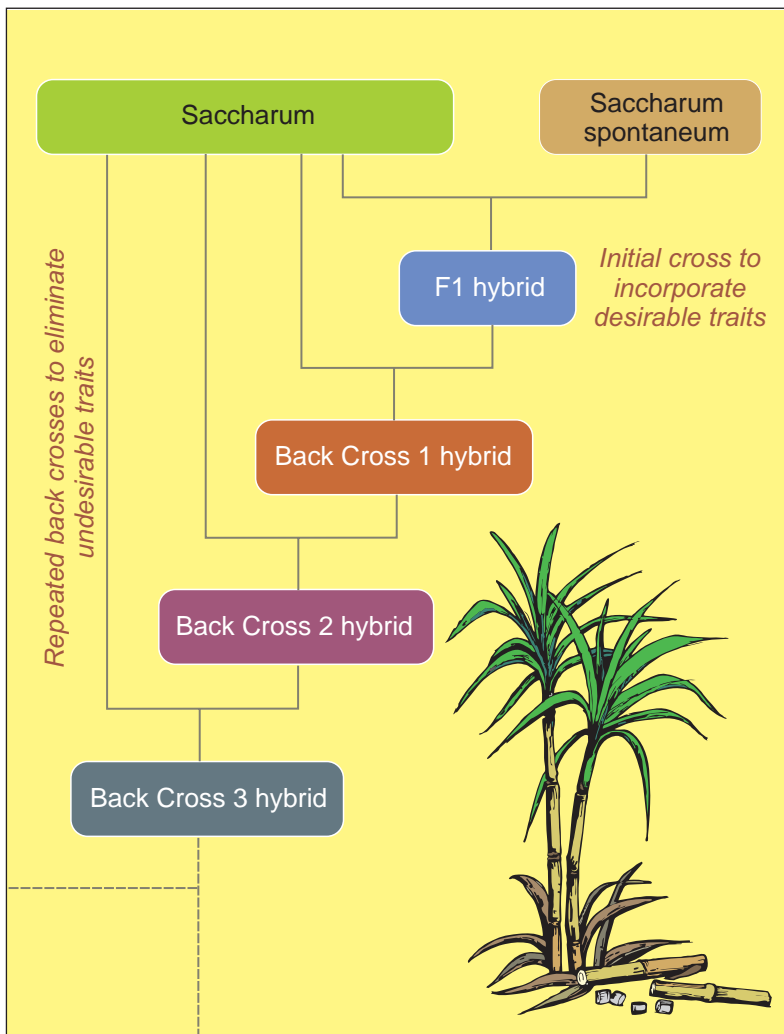 Saccharum
Saccharum
spontaneum
F1 hybrid
Initial cross to
incorporate
desirable traits
Repeated back crosses to eliminate
undesirable traits
Back Cross 1 hybrid
Back Cross 2 hybrid
Back Cross 3 hybrid